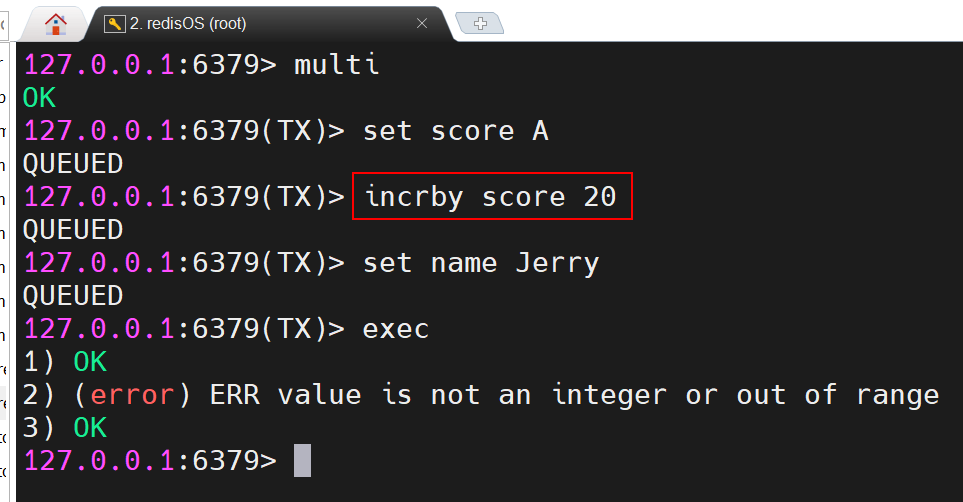 2. redisOS (root)
127.0.0.1:6379> multi
OK
127.0.0.1:6379(TX)> set score A
QUEUED
127.0.0.1:6379(TX)> incrby score 20
QUEUED
127.0.0.1:6379(TX)> set name Jerry
QUEUED
127.0.0.1:6379(TX)> exec
1) OK
2) (error) ERR value is not an integer or out of range
3) OK
127.0.0.1:6379>